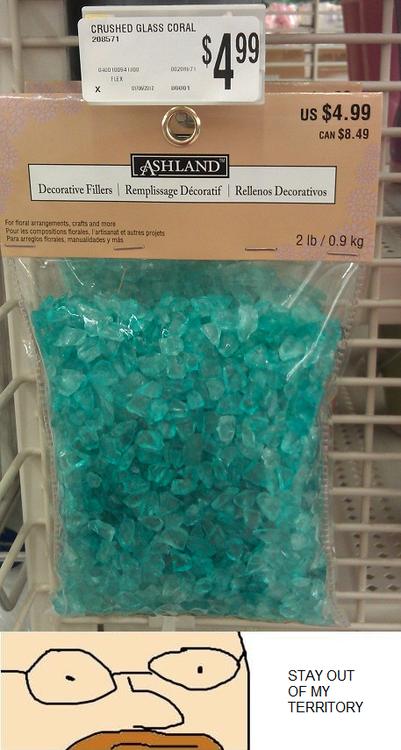 CRUSHED GLASS CORAL
208571
$4.99
FLEX
X
US $4.99
CAN $8.49
ASHLAND™
Decorative Fillers | Remplissage Décoratif | Rellenos Decorativos
For floral arrangements, crafts and more
Pour les compositions florales, l'artisanat et autres projets
Para arreglos florales, manualidades y más
2 lb / 0.9 kg
STAY OUT
OF MY
TERRITORY